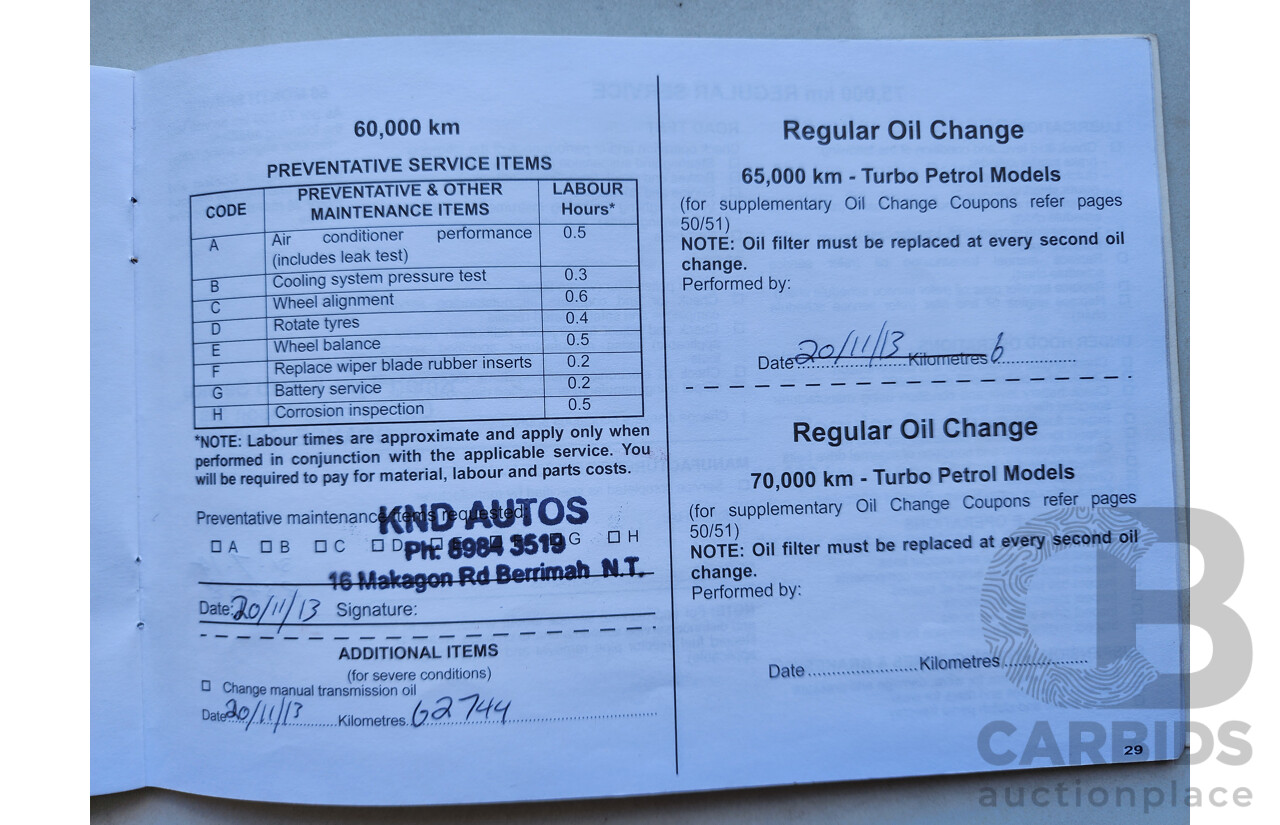 60,000 km
PREVENTATIVE SERVICE ITEMS
CODE PREVENTATIVE & OTHER MAINTENANCE ITEMS LABOUR Hours*
A Air conditioner performance (includes leak test) 0.5
B Cooling system pressure test 0.3
C Wheel alignment 0.6
D Rotate tyres 0.4
E Wheel balance 0.5
F Replace wiper blade rubber inserts 0.2
G Battery service 0.2
H Corrosion inspection 0.5
*NOTE: Labour times are approximate and apply only when
performed in conjunction with the applicable service. You
will be required to pay for material, labour and parts costs.
Preventative maintenance items requested:
KND AUTOS
A B C D G H
Ph: 8984 3519
16 Makagon Rd Berrimah N.T.
Date: 20/11/13 Signature:
ADDITIONAL ITEMS
(for severe conditions)
Change manual transmission oil
Date 20/11/13 Kilometres 62744
Regular Oil Change
65,000 km - Turbo Petrol Models
(for supplementary Oil Change Coupons refer pages
50/51)
NOTE: Oil filter must be replaced at every second oil
change.
Performed by:
Date 20/11/13 Kilometres 6
Regular Oil Change
70,000 km - Turbo Petrol Models
(for supplementary Oil Change Coupons refer pages
50/51)
NOTE: Oil filter must be replaced at every second oil
change.
Performed by:
Date Kilometres
29
CB
CARBIDS
auctionplace